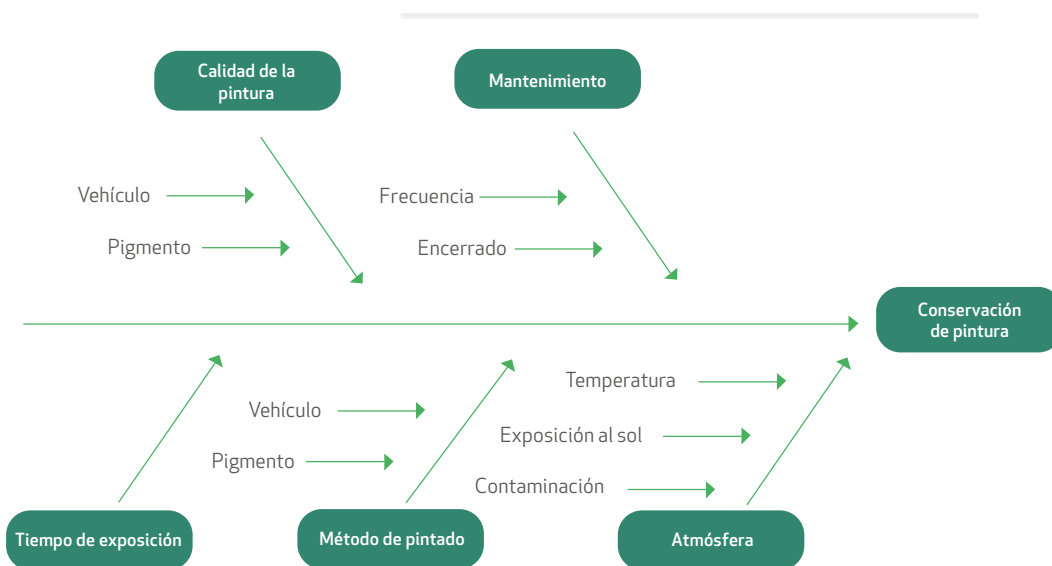 Calidad de la
pintura
Mantenimiento
Vehículo
Frecuencia
Pigmento
Encerrado
Conservación
de pintura
Temperatura
Vehículo
Exposición al sol
Pigmento
Contaminación
Tiempo de exposición
Método de pintado
Atmósfera